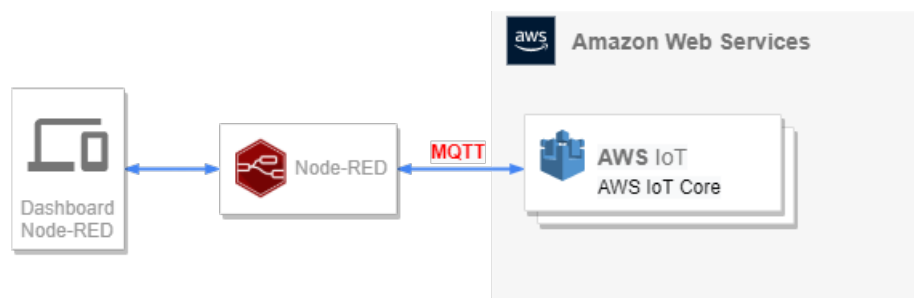 aws
Amazon Web Services
MQTT
AWS IoT
AWS IoT Core
Node-RED
Dashboard
Node-RED